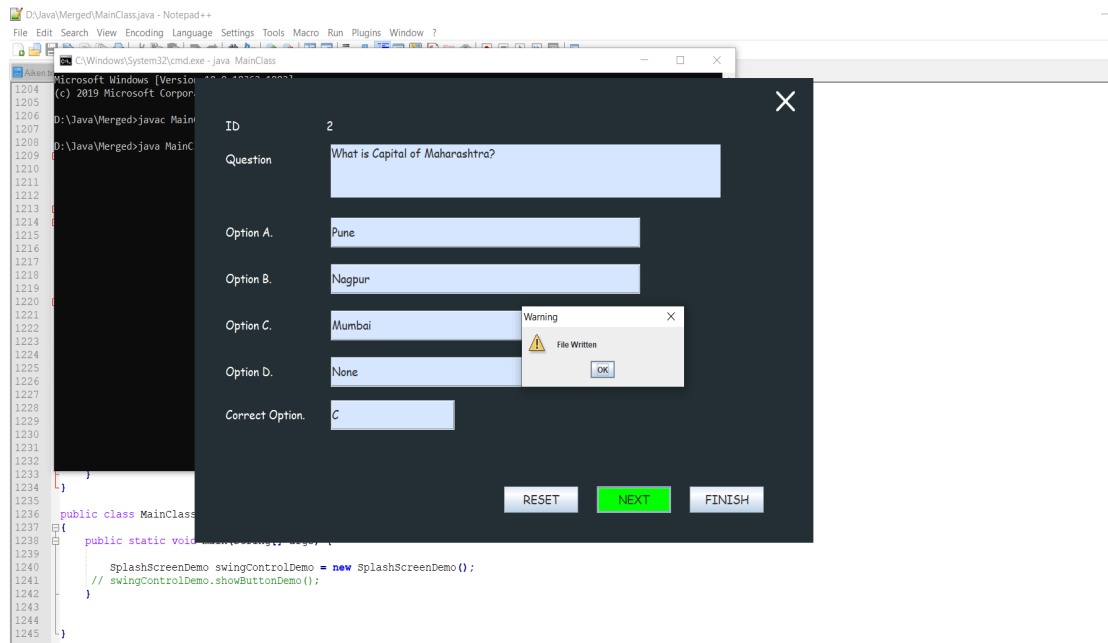 D:\Java\Merged\MainClass.java - Notepad++
File Edit Search View Encoding Language Settings Tools Macro Run Plugins Window ?
C:\Windows\System32\cmd.exe - java MainClass
Microsoft Windows [Version
(c) 2019 Microsoft Corpor
D:\Java\Merged>javac Main
D:\Java\Merged>java MainC
ID 2
Question What is Capital of Maharashtra?
Option A. Pune
Option B. Nagpur
Option C. Mumbai
Option D. None
Correct Option. C
Warning
File Written
OK
RESET NEXT FINISH
1204
1205
1206
1207
1208
1209
1210
1211
1212
1213
1214
1215
1216
1217
1218
1219
1220
1221
1222
1223
1224
1225
1226
1227
1228
1229
1230
1231
1232
1233 }
1234 }
1235
1236 public class MainClass
1237 {
1238 public static void
1239
1240 SplashScreenDemo swingControlDemo = new SplashScreenDemo();
1241 // swingControlDemo.showButtonDemo();
1242 }
1243
1244
1245 }